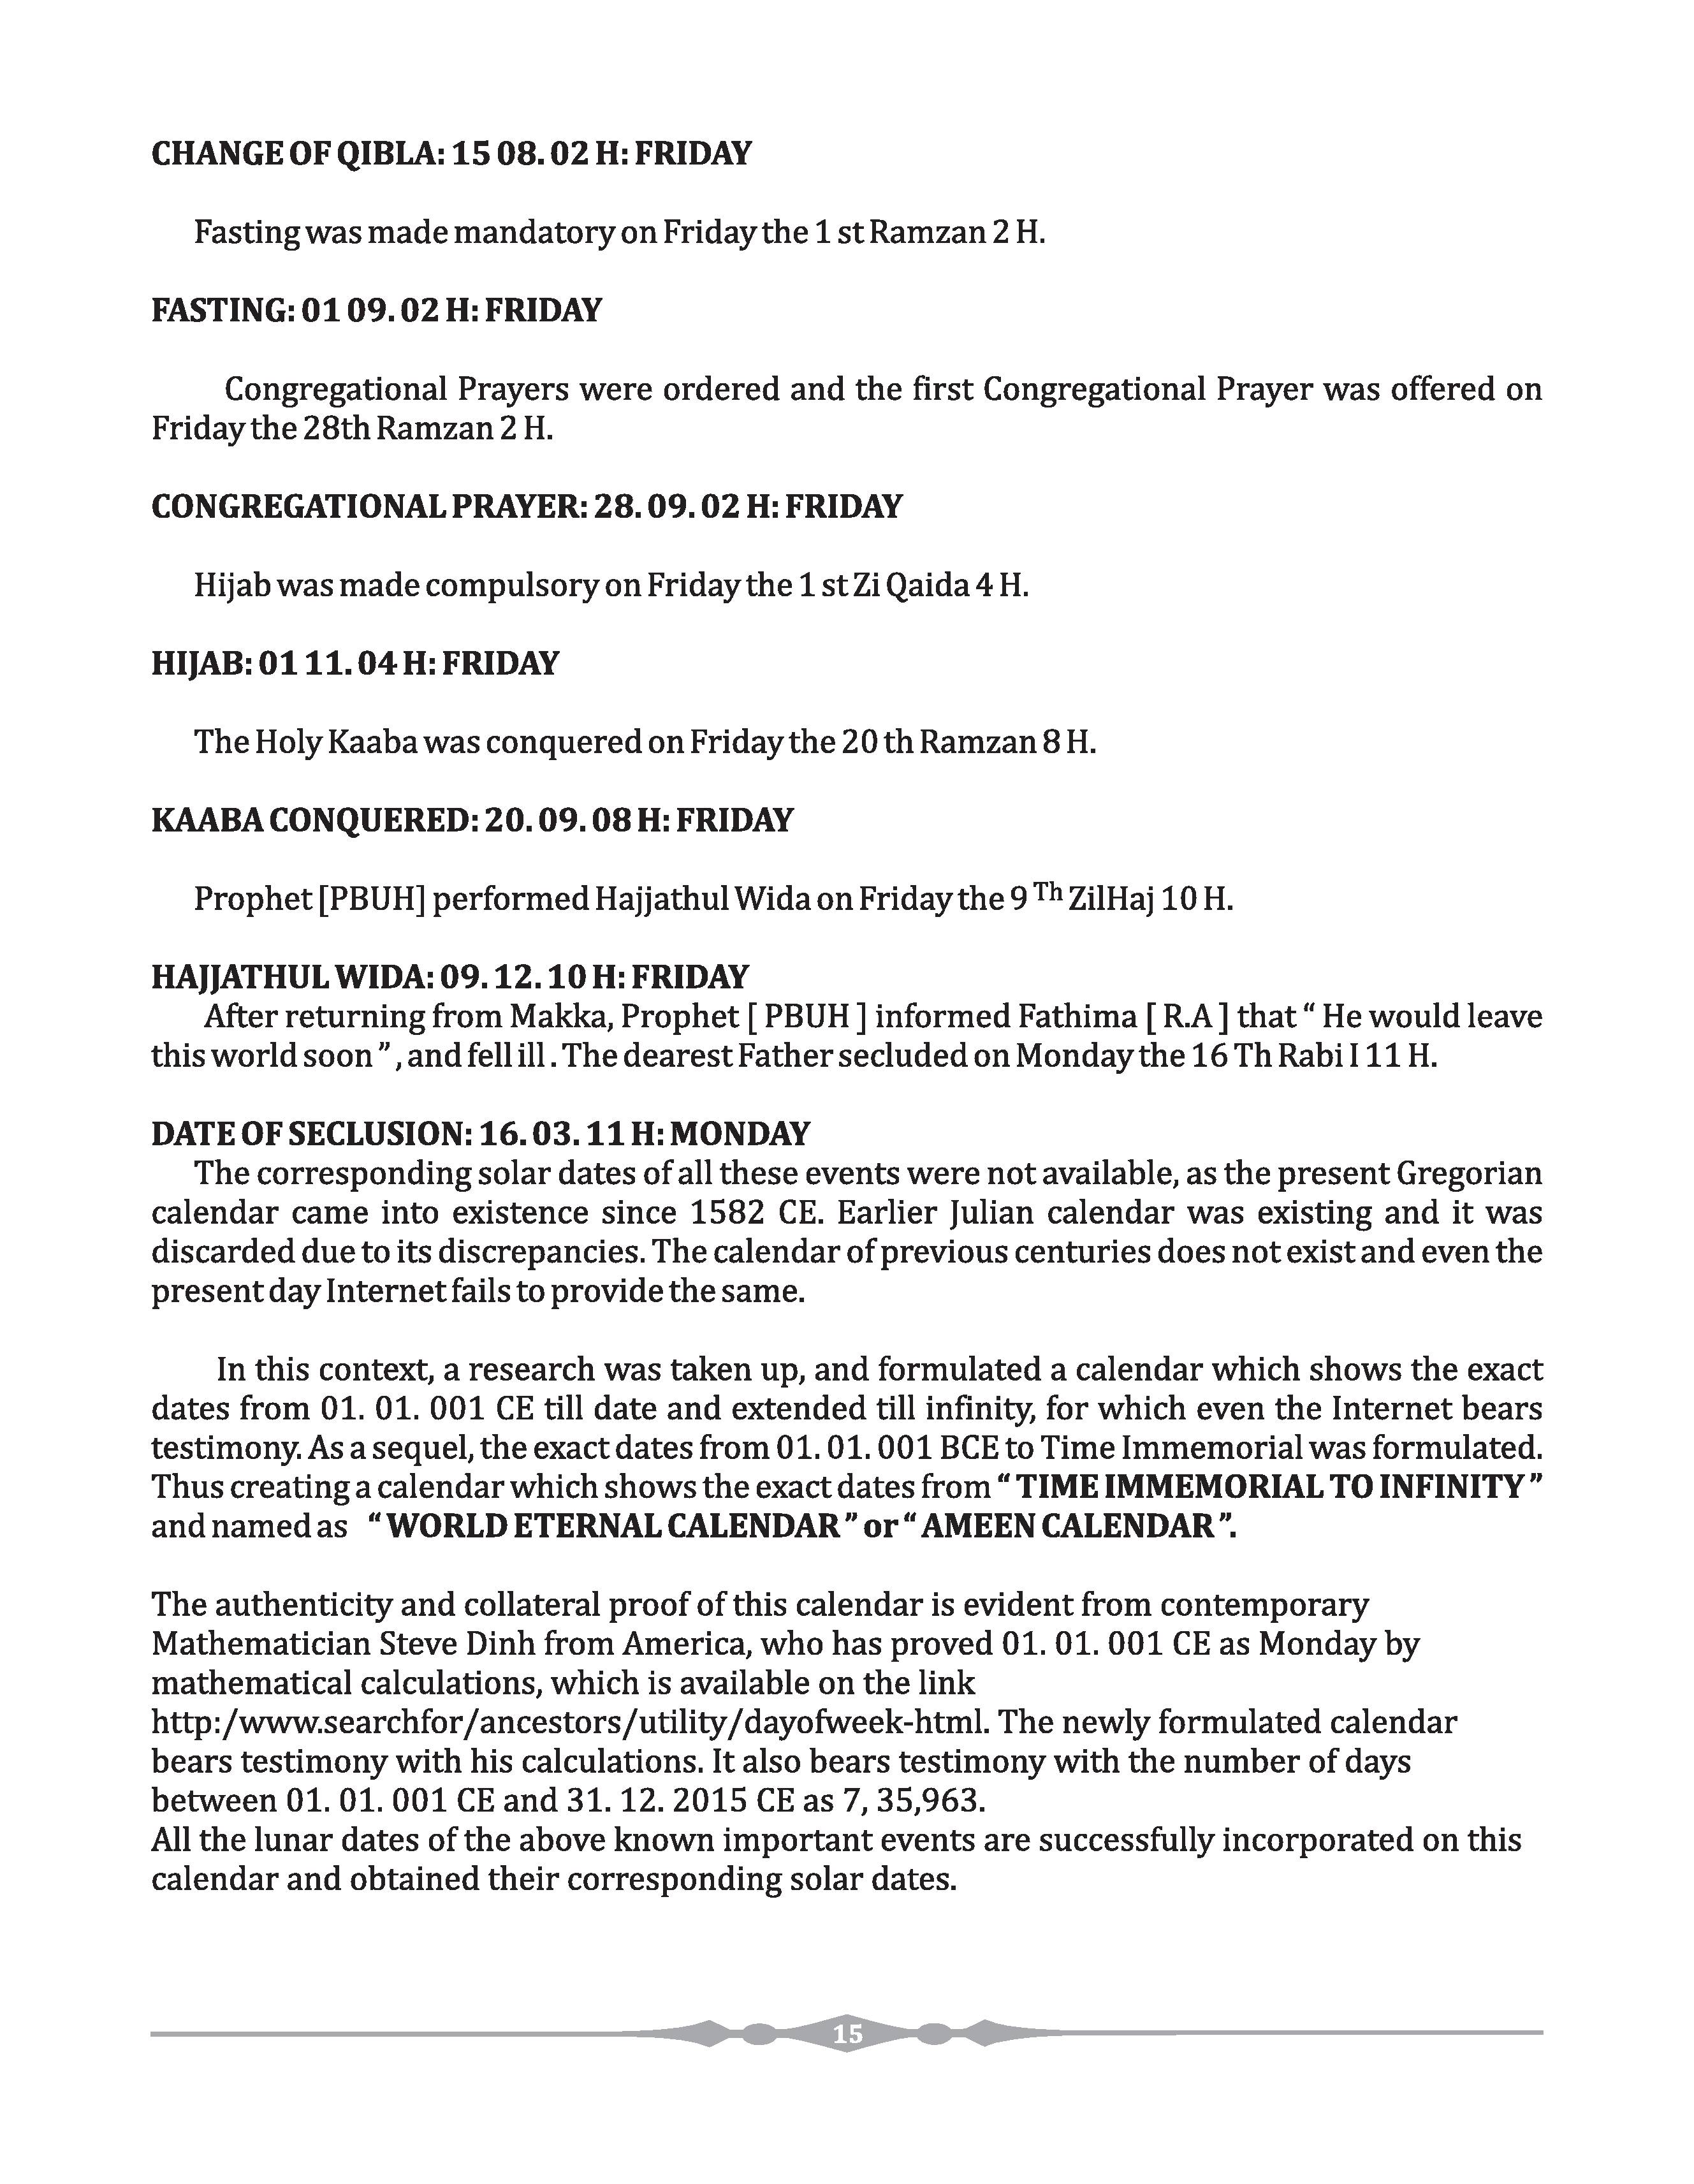 CHANGE OF QIBLA: 15 08. 02 H: FRIDAY
Fasting was made mandatory on Friday the 1 st Ramzan 2 H.
FASTING: 01 09. 02 H: FRIDAY
Congregational Prayers were ordered and the first Congregational Prayer was offered on
Friday the 28th Ramzan 2 H.
CONGREGATIONAL PRAYER: 28. 09. 02 H: FRIDAY
Hijab was made compulsory on Friday the 1 st Zi Qaida 4 H.
HIJAB: 01 11. 04 H: FRIDAY
The Holy Kaaba was conquered on Friday the 20 th Ramzan 8 H.
KAABA CONQUERED: 20. 09. 08 H: FRIDAY
Prophet [PBUH] performed Hajjathul Wida on Friday the 9 Th ZilHaj 10 H.
HAJJATHUL WIDA: 09. 12. 10 H: FRIDAY
After returning from Makka, Prophet [ PBUH ] informed Fathima [ R.A ] that “ He would leave
this world soon ” , and fell ill . The dearest Father secluded on Monday the 16 Th Rabi I 11 H.
DATE OF SECLUSION: 16. 03. 11 H: MONDAY
The corresponding solar dates of all these events were not available, as the present Gregorian
calendar came into existence since 1582 CE. Earlier Julian calendar was existing and it was
discarded due to its discrepancies. The calendar of previous centuries does not exist and even the
present day Internet fails to provide the same.
In this context, a research was taken up, and formulated a calendar which shows the exact
dates from 01. 01. 001 CE till date and extended till infinity, for which even the Internet bears
testimony. As a sequel, the exact dates from 01. 01. 001 BCE to Time Immemorial was formulated.
Thus creating a calendar which shows the exact dates from “ TIME IMMEMORIAL TO INFINITY ”
and named as “ WORLD ETERNAL CALENDAR ” or “ AMEEN CALENDAR ”.
The authenticity and collateral proof of this calendar is evident from contemporary
Mathematician Steve Dinh from America, who has proved 01. 01. 001 CE as Monday by
mathematical calculations, which is available on the link
http:/www.searchfor/ancestors/utility/dayofweek-html. The newly formulated calendar
bears testimony with his calculations. It also bears testimony with the number of days
between 01. 01. 001 CE and 31. 12. 2015 CE as 7, 35,963.
All the lunar dates of the above known important events are successfully incorporated on this
calendar and obtained their corresponding solar dates.
15